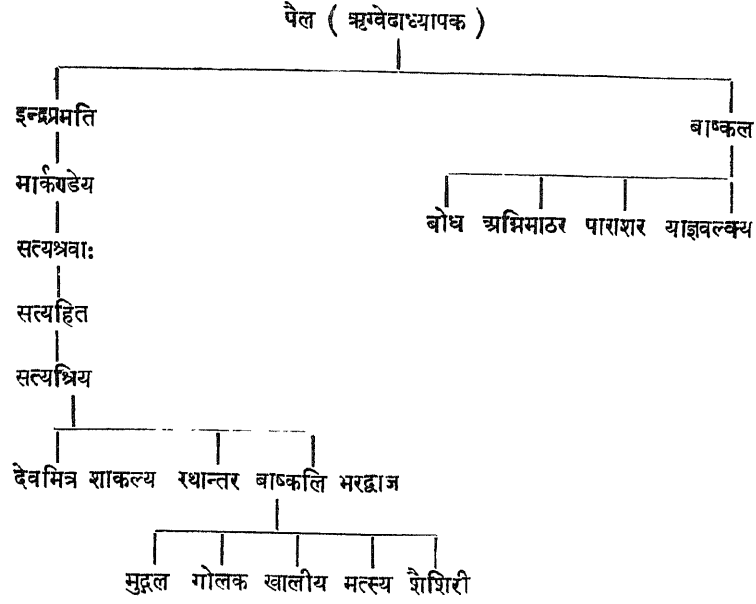 पैल ( ऋग्वेदाध्यापक )
इन्द्रप्रमति बाष्कल
मार्कण्डेय
बोध अग्निमाठर पाराशर याज्ञवल्क्य
सत्यश्रवाः
सत्यहित
सत्यश्रिय
देवमित्र शाकल्य रथान्तर बाष्कलि भरद्वाज
मुद्गल गोलक खालीय मत्स्य शैशिरी